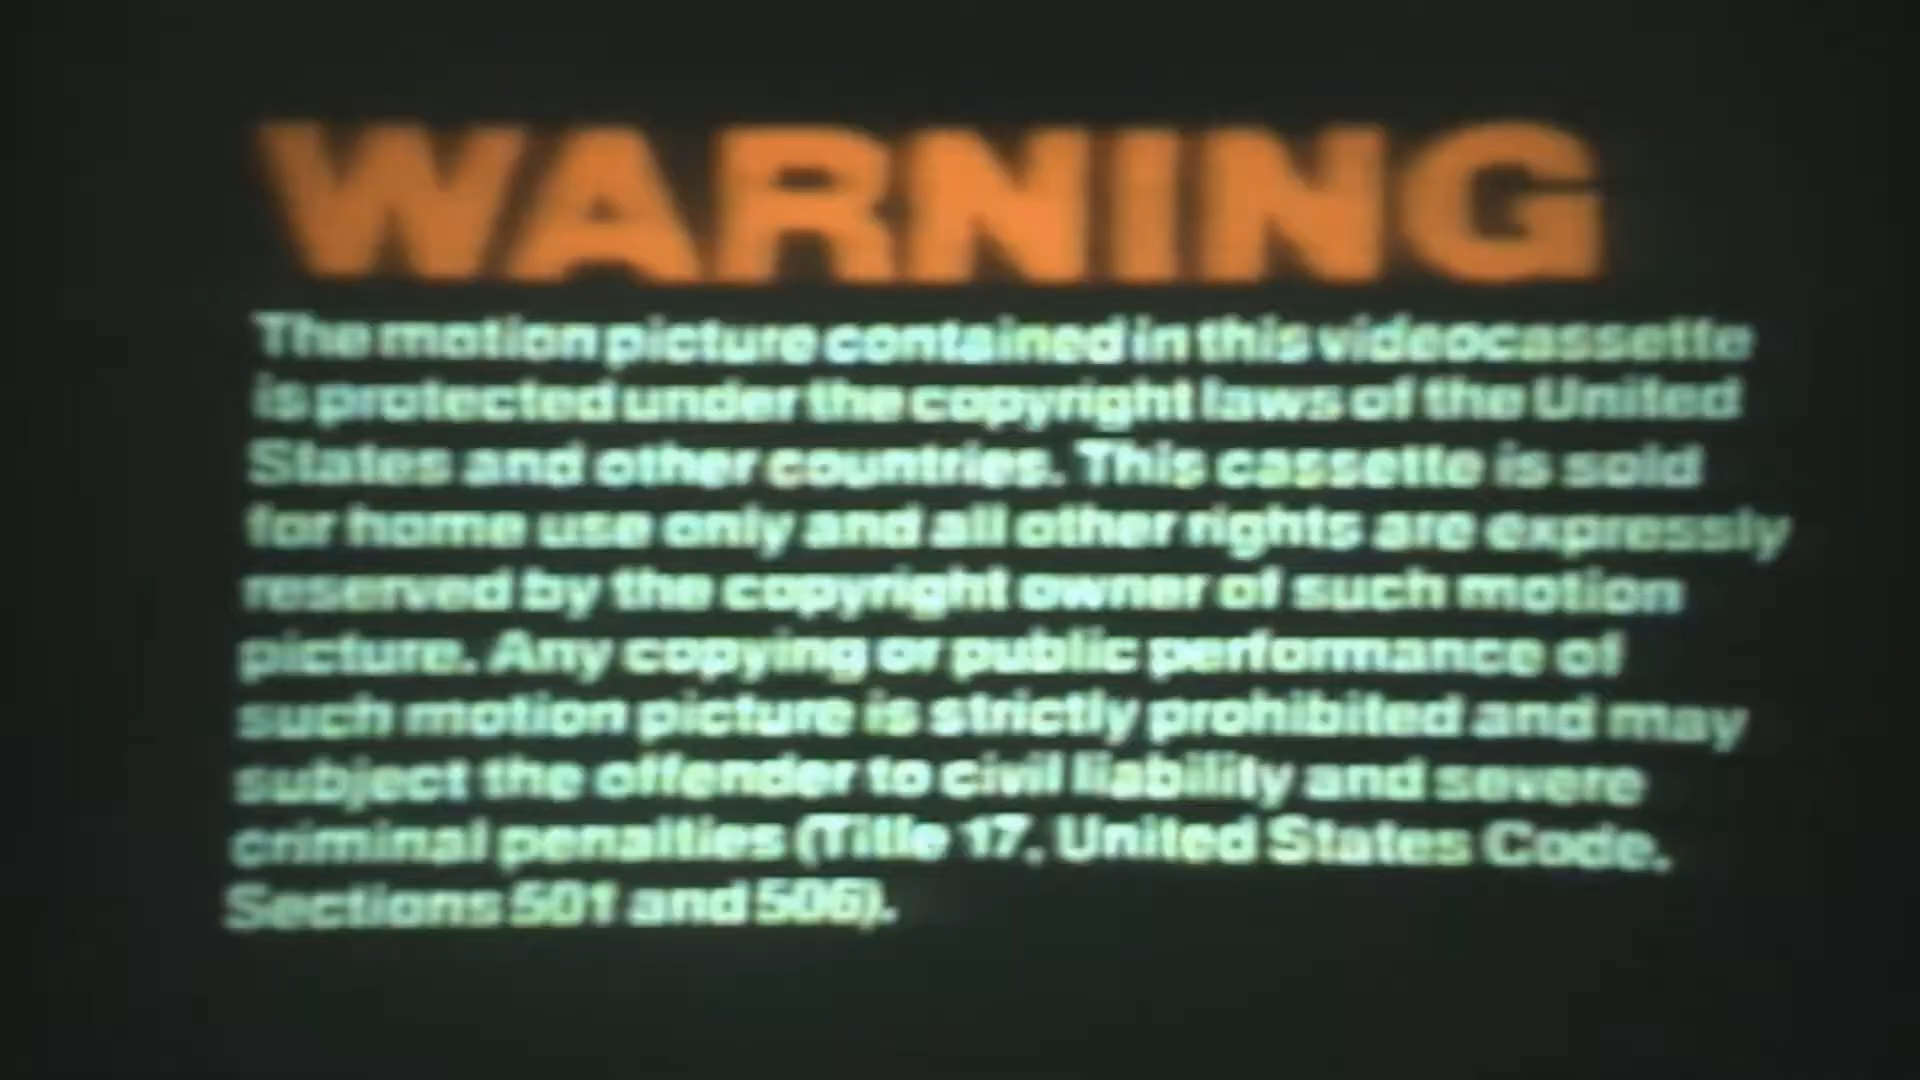 WARNING
The motion picture contained in this videocassette
is protected under the copyright laws of the United
States and other countries. This cassette is sold
for home use only and all other rights are expressly
reserved by the copyright owner of such motion
picture. Any copying or public performance of
such motion picture is strictly prohibited and may
subject the offender to civil liability and severe
criminal penalties (Title 17, United States Code,
Sections 501 and 506).